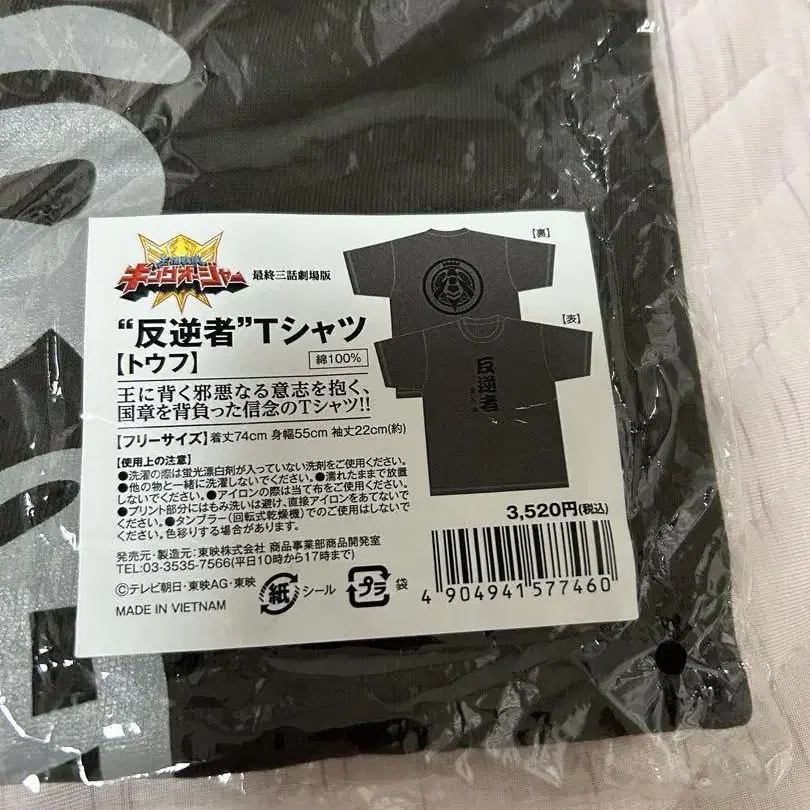 王様戦隊
キングオージャー
最終三話劇場版
【裏】
“反逆者”Tシャツ
【トウフ】
綿100%
【表】
反逆者
王に背く邪悪なる意志を抱く、
国章を背負った信念のTシャツ!!
【フリーサイズ】着丈74cm 身幅55cm 袖丈22cm(約)
【使用上の注意】
●洗濯の際は蛍光漂白剤が入っていない洗剤をご使用ください。
●他の物と一緒に洗濯しないでください。●濡れたままで放置
しないでください。●アイロンの際は当て布をご使用ください。
●プリント部分にはもみ洗いは避け、直接アイロンをあてないで
ください。●タンブラー(回転式乾燥機)でのご使用はしないで
ください。色移りする場合があります。
3,520円(税込)
発売元・製造元:東映株式会社 商品事業部商品開発室
TEL:03-3535-7566(平日10時から17時まで)
©テレビ朝日・東映AG・東映
MADE IN VIETNAM
紙 シール
プラ 袋
4 904941 577460